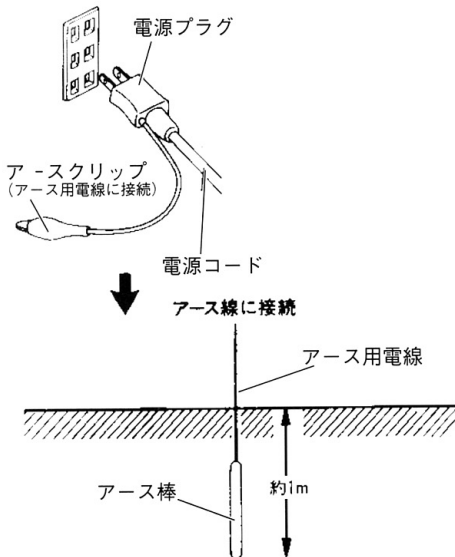 電源プラグ
ア-スクリップ
(アース用電線に接続)
電源コード
アース線に接続
アース用電線
アース棒
約1m